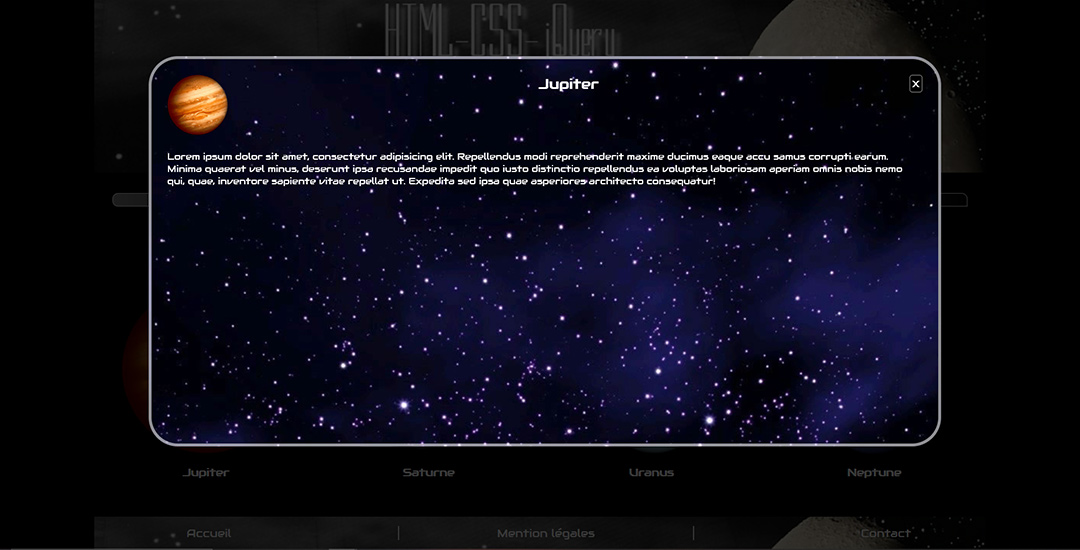 HTML-CSS-jQuery
Jupiter
x
Lorem ipsum dolor sit amet, consectetur adipisicing elit. Repellendus modi reprehenderit maxime ducimus eaque accu samus corrupti earum.
Minima quaerat vel minus, deserunt ipsa recusandae impedit quo iusto distinctio repellendus ea voluptas laboriosam aperiam omnis nobis nemo
qui, quae, inventore sapiente vitae repellat ut. Expedita sed ipsa quae asperiores architecto consequatur!
Jupiter Saturne Uranus Neptune
Accueil | Mention légales | Contact